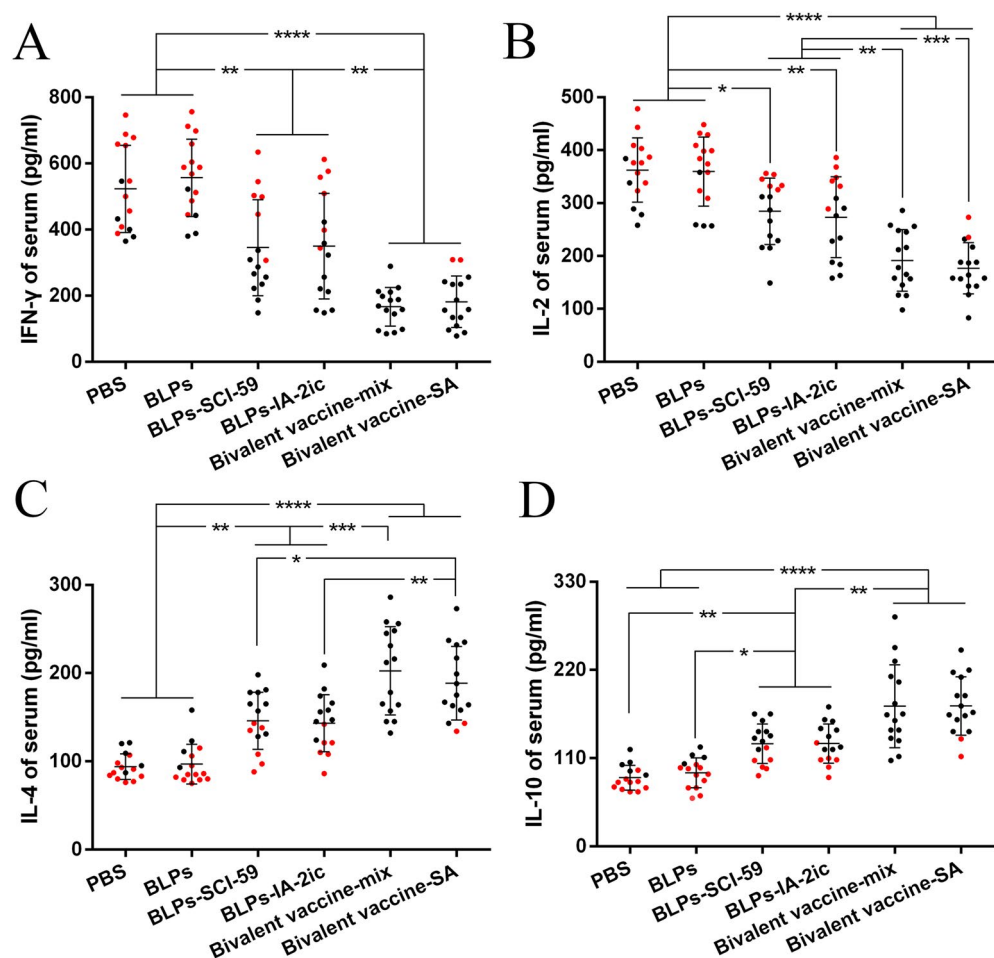 A
****
**
**
800
600
400
200
0
IFN-γ of serum (pg/ml)
PBS
BLPs
BLPs-SCI-59
BLPs-IA-2ic
Bivalent vaccine-mix
Bivalent vaccine-SA
B
****
***
**
**
*
500
400
300
200
100
0
IL-2 of serum (pg/ml)
PBS
BLPs
BLPs-SCI-59
BLPs-IA-2ic
Bivalent vaccine-mix
Bivalent vaccine-SA
C
****
**
***
*
**
300
200
100
0
IL-4 of serum (pg/ml)
PBS
BLPs
BLPs-SCI-59
BLPs-IA-2ic
Bivalent vaccine-mix
Bivalent vaccine-SA
D
****
**
**
*
330
220
110
0
IL-10 of serum (pg/ml)
PBS
BLPs
BLPs-SCI-59
BLPs-IA-2ic
Bivalent vaccine-mix
Bivalent vaccine-SA